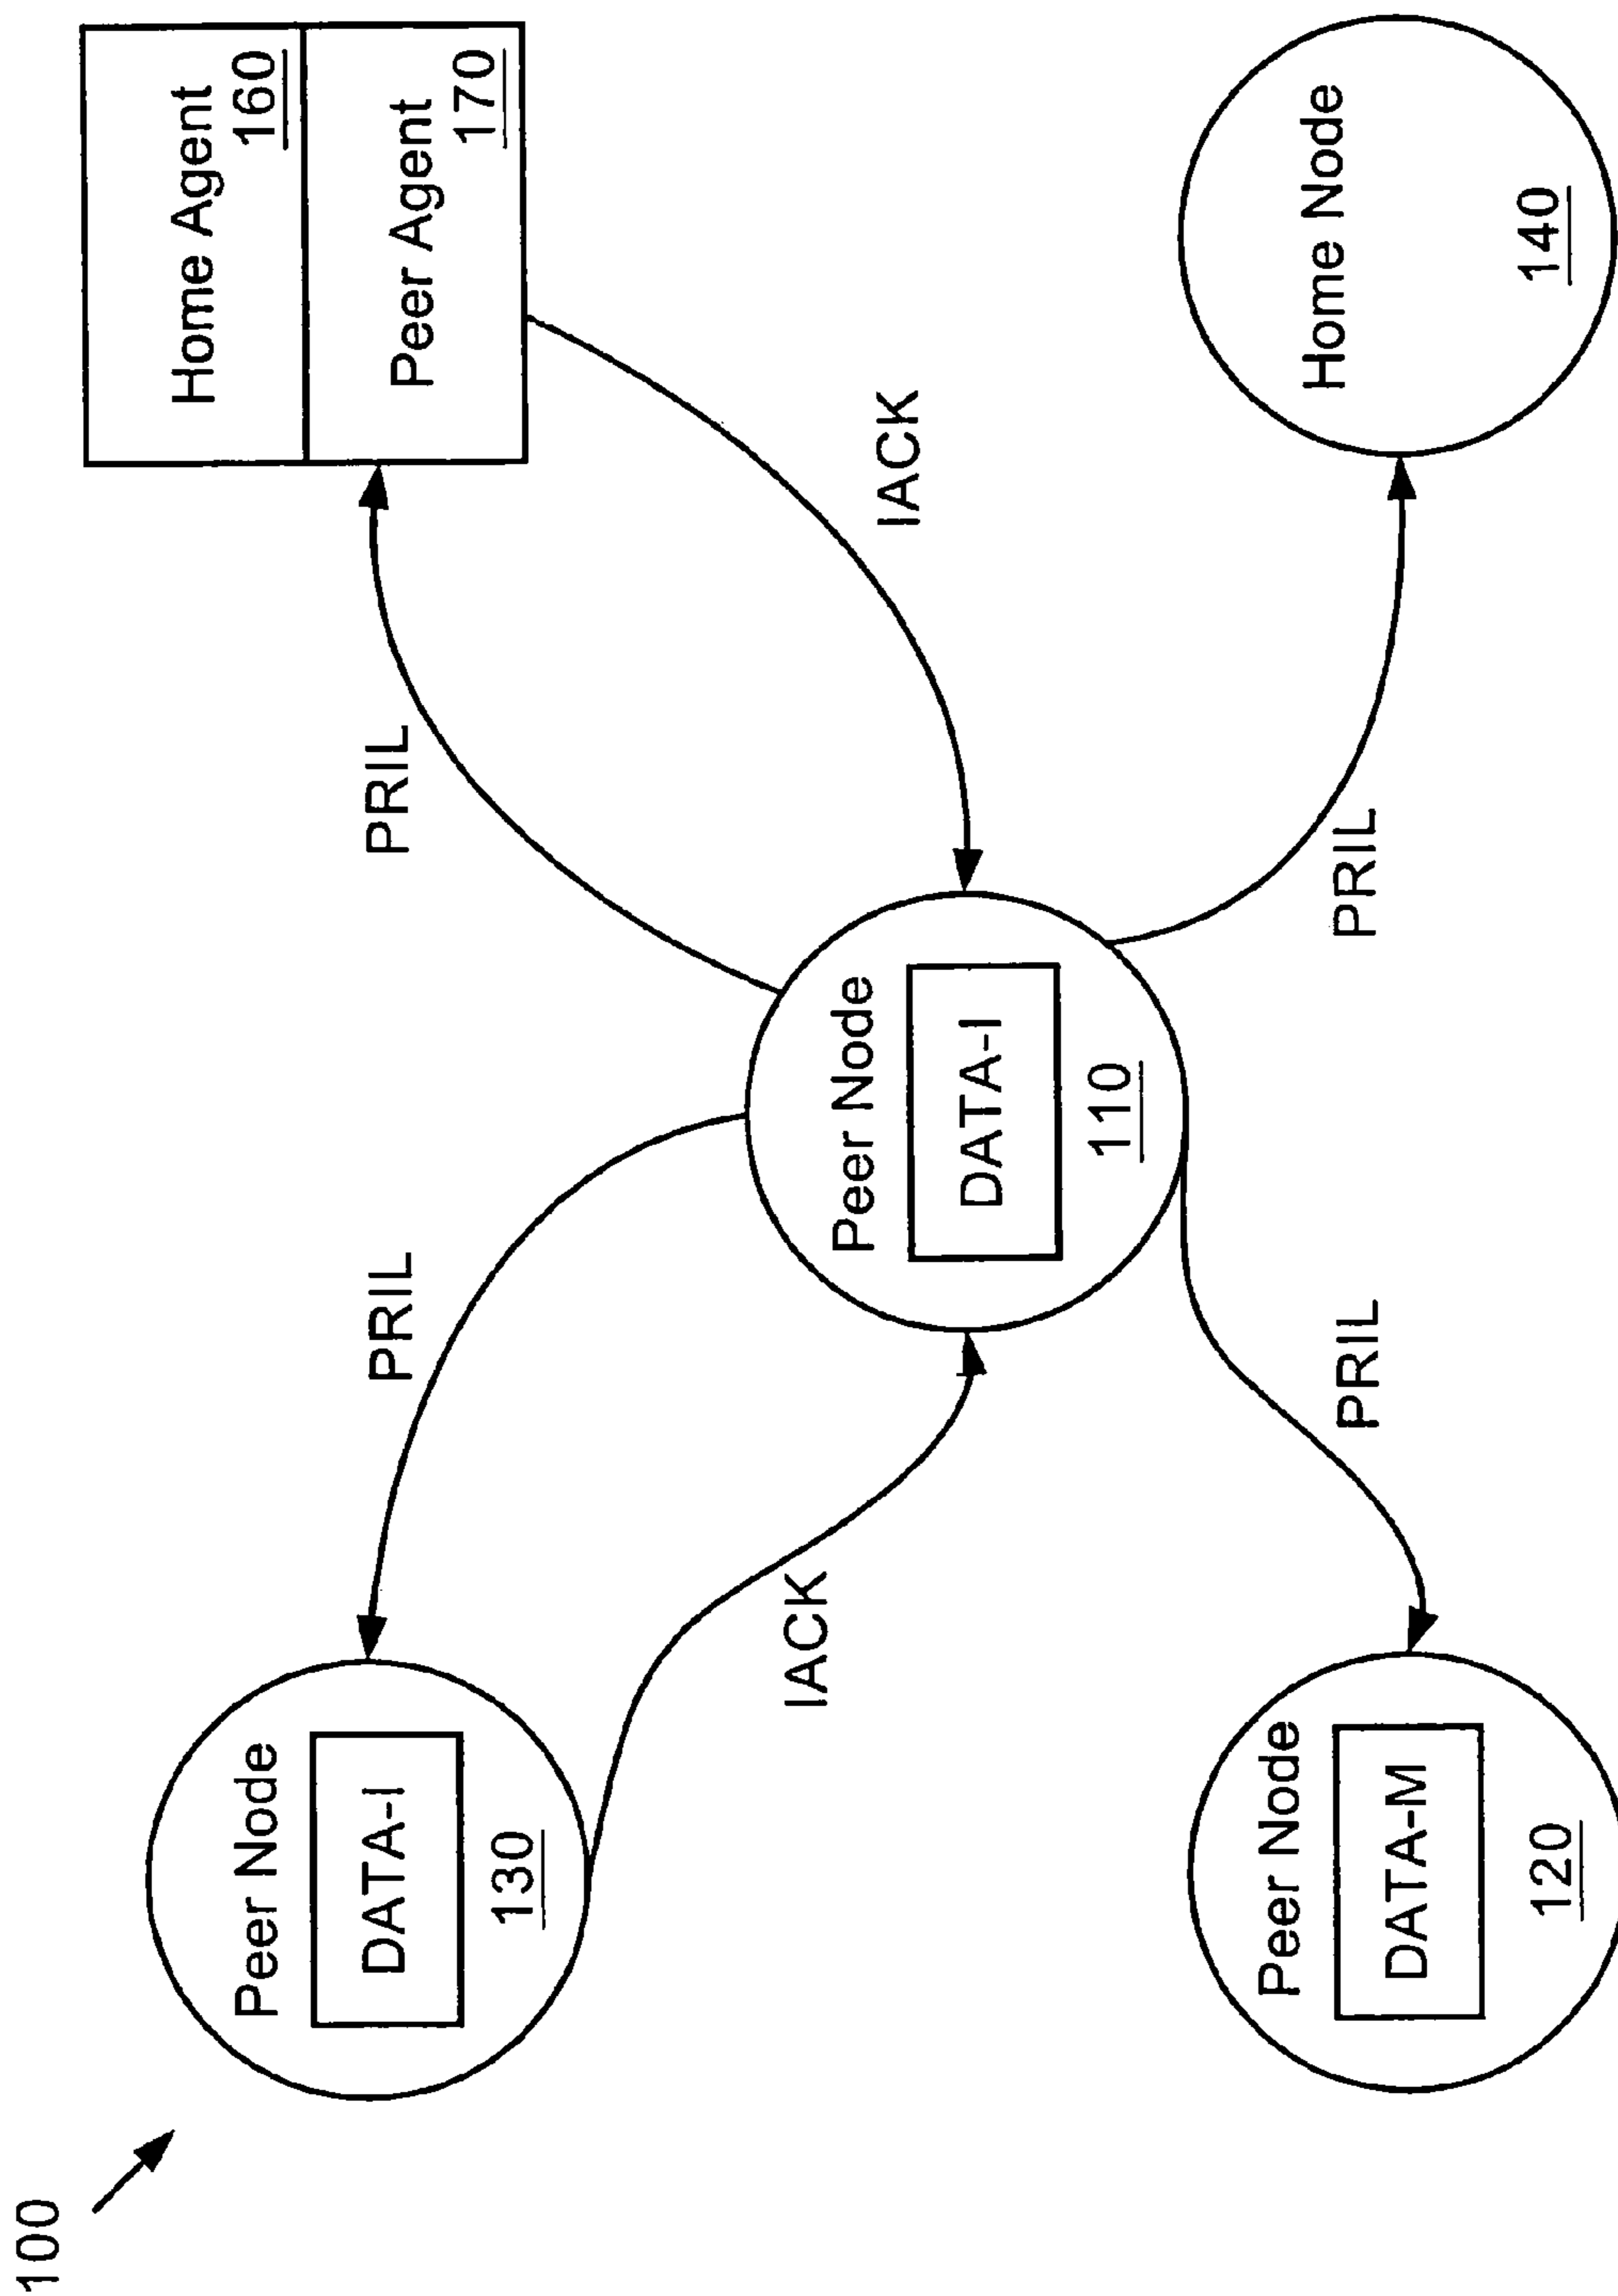 100
Peer Node
DATA-I
130
PRIL
IACK
Peer Node
DATA-M
120
PRIL
Peer Node
DATA-I
110
PRIL
IACK
PRIL
Home Agent
160
Peer Agent
170
Home Node
140